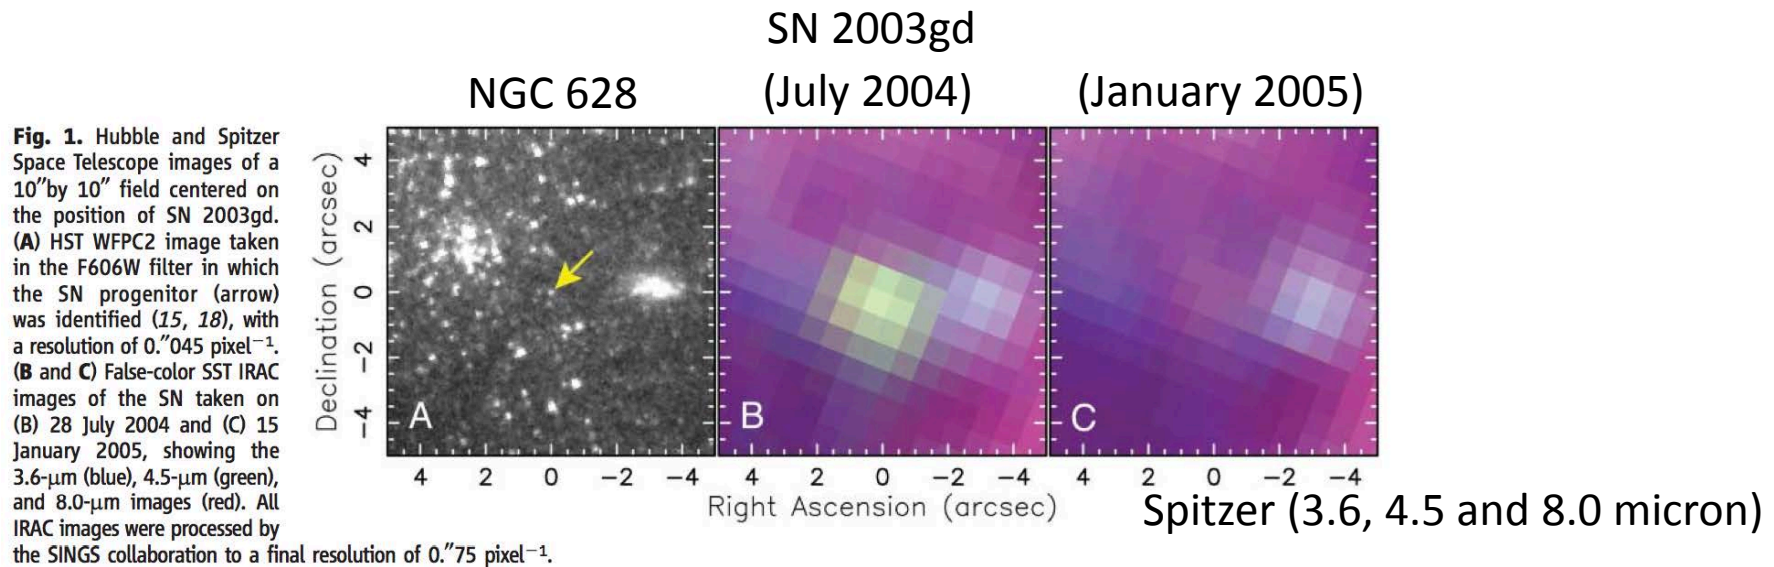 SN 2003gd
NGC 628
(July 2004)
(January 2005)
Fig. 1. Hubble and Spitzer
Space Telescope images of a
10″by 10″ field centered on
the position of SN 2003gd.
(A) HST WFPC2 image taken
in the F606W filter in which
the SN progenitor (arrow)
was identified (15, 18), with
a resolution of 0.″045 pixel−1.
(B and C) False-color SST IRAC
images of the SN taken on
(B) 28 July 2004 and (C) 15
January 2005, showing the
3.6-μm (blue), 4.5-μm (green),
and 8.0-μm images (red). All
IRAC images were processed by
the SINGS collaboration to a final resolution of 0.″75 pixel−1.
Declination (arcsec)
4
2
0
−2
−4
A
B
C
4 2 0 −2 −4
4 2 0 −2 −4
4 2 0 −2 −4
Right Ascension (arcsec)
Spitzer (3.6, 4.5 and 8.0 micron)